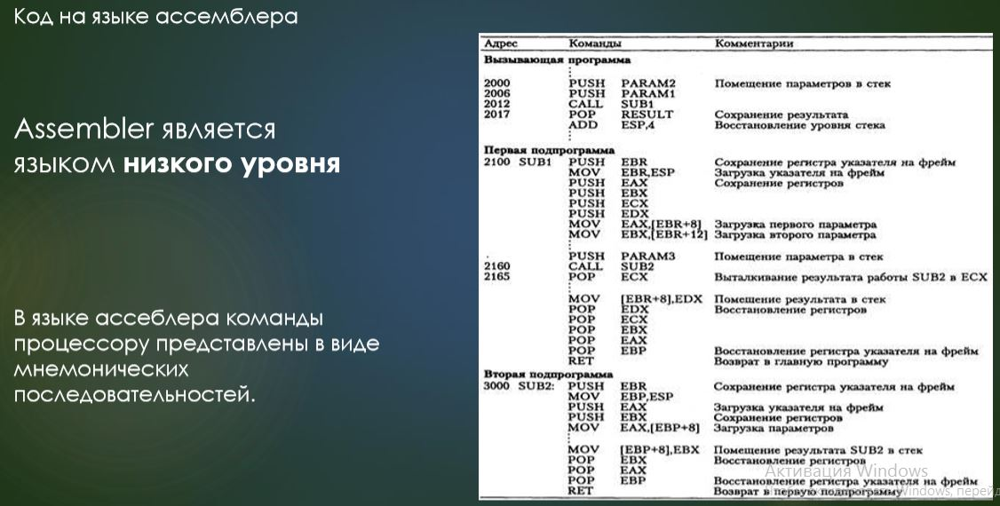 Код на языке ассемблера
Assembler является
языком низкого уровня
В языке ассеблера команды
процессору представлены в виде
мнемонических
последовательностей.
Адрес Команды Комментарии
Вызывающая программа
2000 PUSH PARAM2 Помещение параметров в стек
2006 PUSH PARAM1
2012 CALL SUB1
2017 POP RESULT Сохранение результата
ADD ESP,4 Восстановление уровня стека
Первая подпрограмма
2100 SUB1 PUSH EBR Сохранение регистра указателя на фрейм
MOV EBR,ESP Загрузка указателя на фрейм
PUSH EAX Сохранение регистров
PUSH EBX
PUSH ECX
PUSH EDX
MOV EAX,[EBR+8] Загрузка первого параметра
MOV EBX,[EBR+12] Загрузка второго параметра
PUSH PARAM3 Помещение параметра в стек
2160 CALL SUB2
2165 POP ECX Выталкивание результата работы SUB2 в ECX
MOV [EBR+8],EDX Помещение результата в стек
POP EDX Восстановление регистров
POP ECX
POP EBX
POP EAX
POP EBP Восстановление регистра указателя на фрейм
RET Возврат в главную программу
Вторая подпрограмма
3000 SUB2: PUSH EBR Сохранение регистра указателя на фрейм
MOV EBP,ESP
PUSH EAX Загрузка указателя на фрейм
PUSH EBX Сохранение регистров
MOV EAX,[EBP+8] Загрузка параметров
MOV [EBP+8],EBX Помещение результата SUB2 в стек
POP EBX Восстановление регистров
POP EAX
POP EBP Восстановление регистра указателя на фрейм
RET Возврат в первую подпрограмму
Активация Windows
Windows,